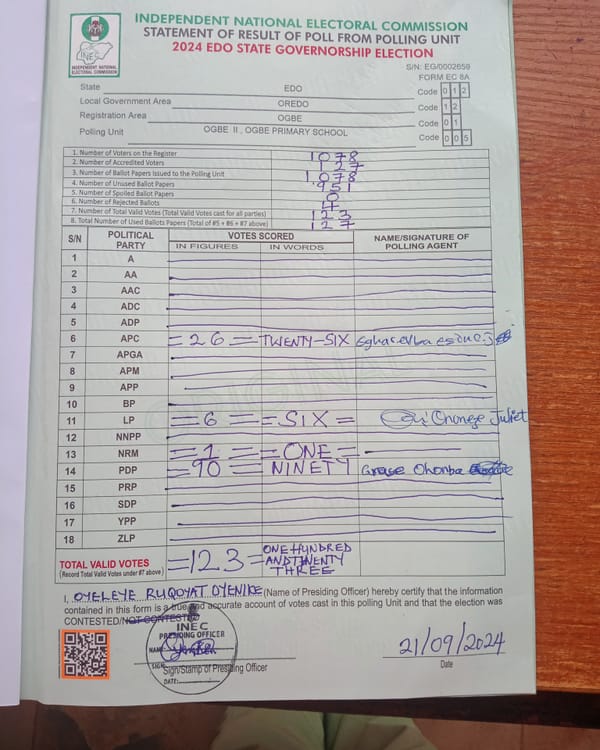 INDEPENDENT NATIONAL ELECTORAL COMMISSION
STATEMENT OF RESULT OF POLL FROM POLLING UNIT
2024 EDO STATE GOVERNORSHIP ELECTION
INEC
INDEPENDENT NATIONAL ELECTORAL COMMISSION
S/N: EG/0002659
FORM EC 8A
State EDO Code 0 1 2
Local Government Area OREDO Code 1 2
Registration Area OGBE Code 0 1
Polling Unit OGBE II , OGBE PRIMARY SCHOOL Code 0 0 5
1. Number of Voters on the Register 1078
2. Number of Accredited Voters 127
3. Number of Ballot Papers Issued to the Polling Unit 1,078
4. Number of Unused Ballot Papers 951
5. Number of Spoiled Ballot Papers 0
6. Number of Rejected Ballots 4
7. Number of Total Valid Votes (Total Valid Votes cast for all parties) 123
8. Total Number of Used Ballots Papers (Total of #5 + #6 + #7 above) 127
S/N POLITICAL PARTY VOTES SCORED NAME/SIGNATURE OF POLLING AGENT
IN FIGURES IN WORDS
1 A
2 AA
3 AAC
4 ADC
5 ADP
6 APC =26= TWENTY-SIX
7 APGA
8 APM
9 APP
10 BP
11 LP =6= =SIX= Juliet
12 NNPP
13 NRM =1= =ONE=
14 PDP =90= NINETY Grase Ohonba
15 PRP
16 SDP
17 YPP
18 ZLP
TOTAL VALID VOTES =123= ONE HUNDRED AND TWENTY THREE
(Record Total Valid Votes under #7 above)
I, OYELEYE RUQOYAT OYENIKE (Name of Presiding Officer) hereby certify that the information
contained in this form is a true and accurate account of votes cast in this polling Unit and that the election was
CONTESTED/NOT CONTESTED
INEC
PRESIDING OFFICER
NAME:
SIGN:
DATE:
Sign/Stamp of Presiding Officer
21/09/2024
Date